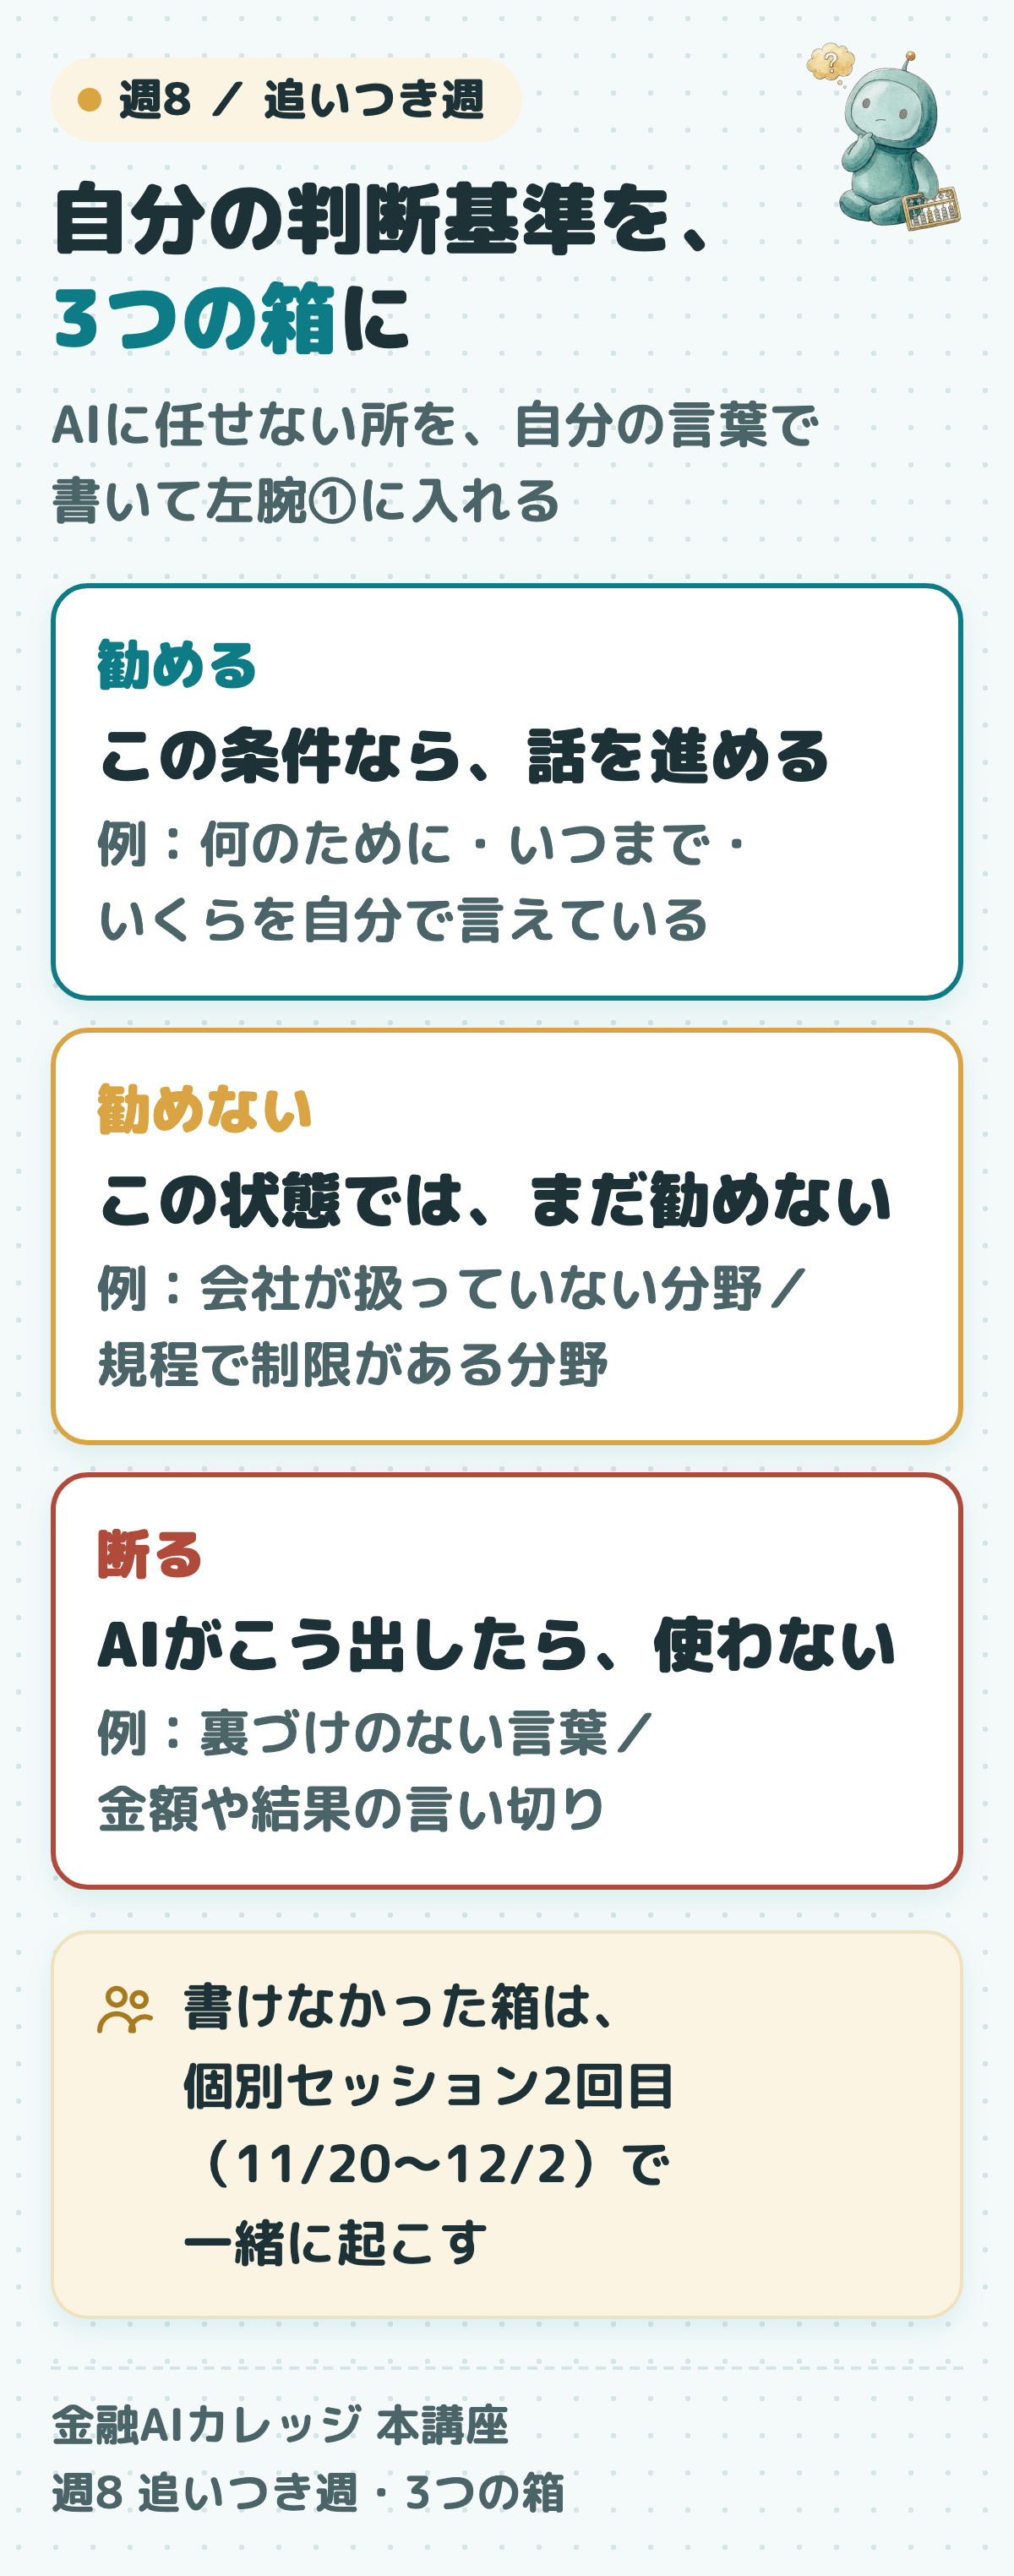 週8 ／ 追いつき週
自分の判断基準を、
3つの箱に
AIに任せない所を、自分の言葉で
書いて左腕①に入れる
勧める
この条件なら、話を進める
例：何のために・いつまで・
いくらを自分で言えている
勧めない
この状態では、まだ勧めない
例：会社が扱っていない分野／
規程で制限がある分野
断る
AIがこう出したら、使わない
例：裏づけのない言葉／
金額や結果の言い切り
書けなかった箱は、
個別セッション2回目
（11/20〜12/2）で
一緒に起こす
金融AIカレッジ 本講座
週8 追いつき週・3つの箱
?